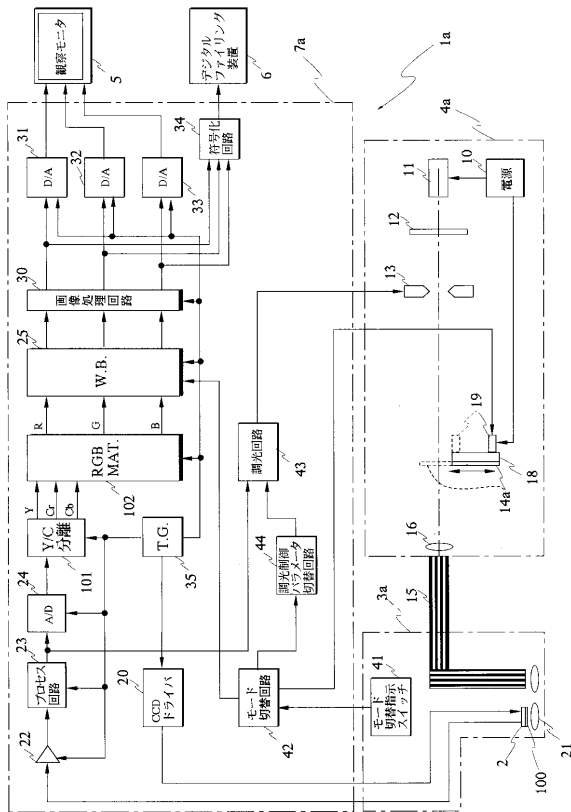 観察モニタ
5
デジタル
ファイリング
装置
6
7a
1a
31
D/A
32
D/A
D/A
33
34
符号化
回路
4a
30
画像処理回路
25
W.B.
R
G
B
RGB
MAT.
102
Y
Cr
Cb
Y/C
分離
101
24
A/D
23
プロセス
回路
22
T.G.
35
20
CCD
ドライバ
調光回路
43
44
調光制御
パラメータ
切替回路
モード
切替回路
42
モード
切替指示
スイッチ
41
3a
11
10
電源
12
13
19
18
14a
16
15
2
100
21